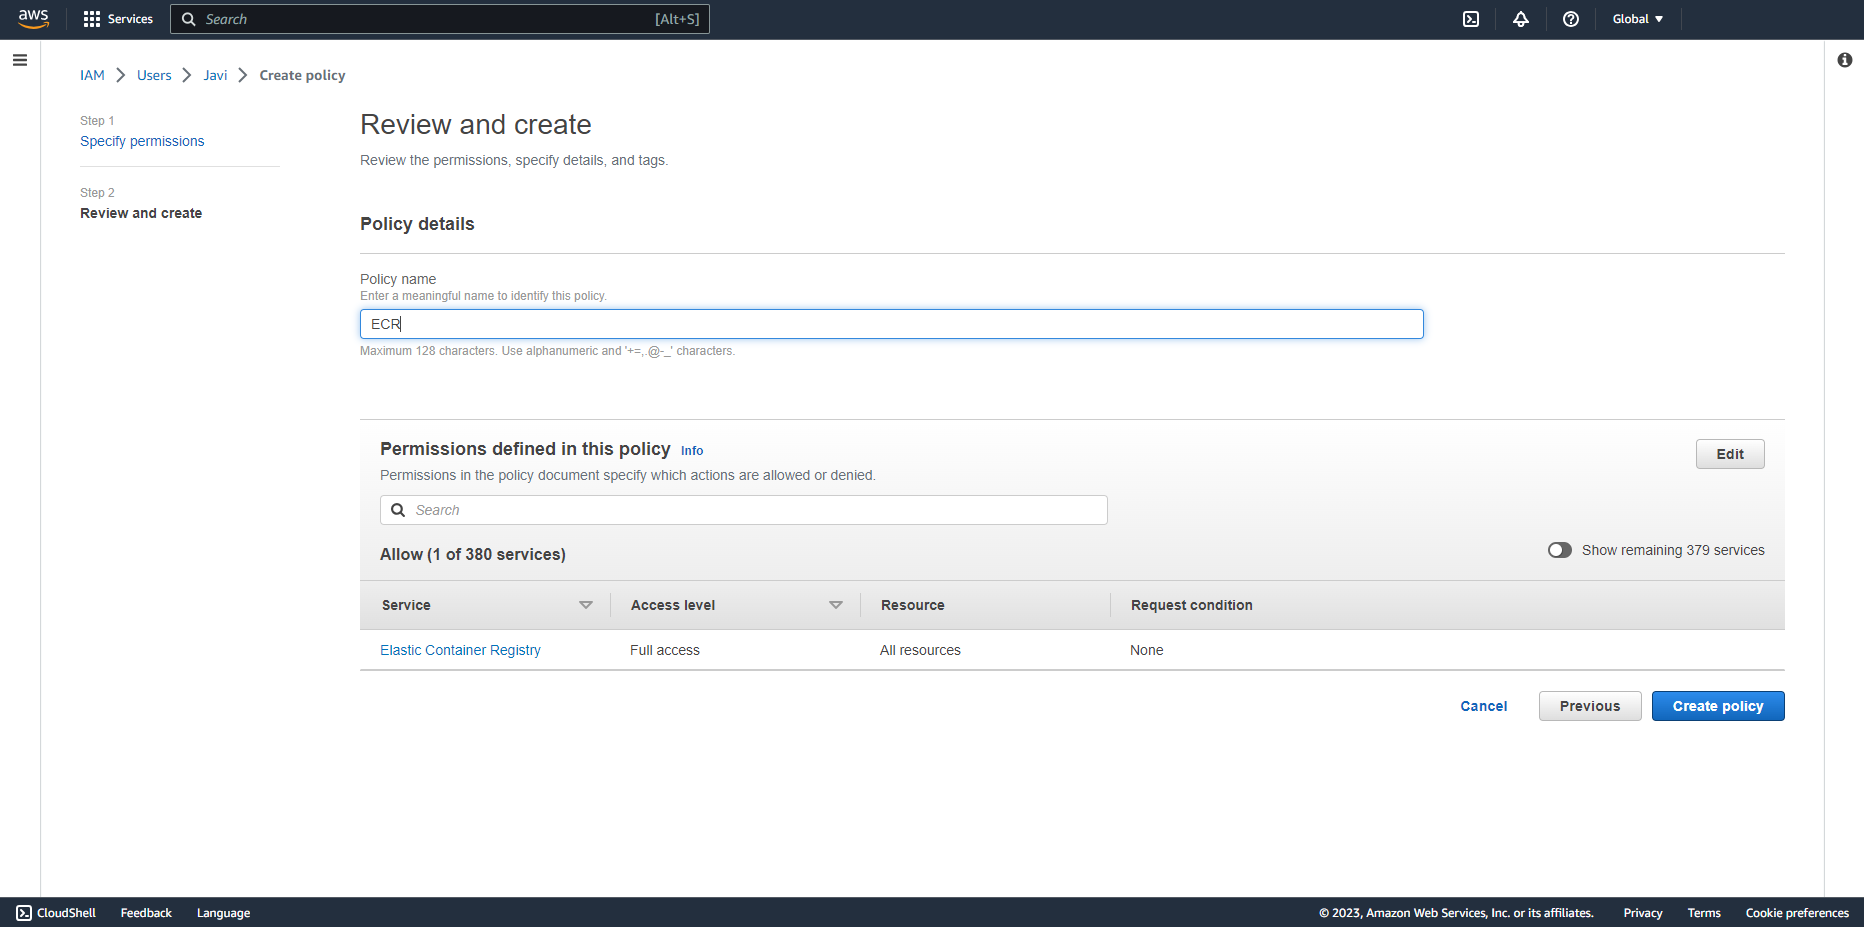 aws
Services
Search [Alt+S]
Global
IAM > Users > Javi > Create policy
Step 1
Specify permissions
Step 2
Review and create
Review and create
Review the permissions, specify details, and tags.
Policy details
Policy name
Enter a meaningful name to identify this policy.
ECR
Maximum 128 characters. Use alphanumeric and '+=,.@-_' characters.
Permissions defined in this policy Info
Permissions in the policy document specify which actions are allowed or denied.
Edit
Search
Allow (1 of 380 services)
Show remaining 379 services
Service Access level Resource Request condition
Elastic Container Registry Full access All resources None
Cancel Previous Create policy
CloudShell Feedback Language © 2023, Amazon Web Services, Inc. or its affiliates. Privacy Terms Cookie preferences